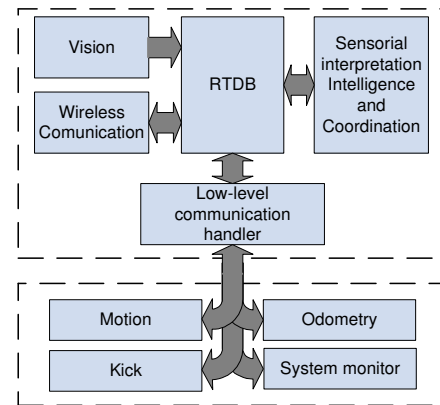 Vision
RTDB
Sensorial
interpretation
Intelligence
and
Coordination
Wireless
Comunication
Low-level
communication
handler
Motion
Odometry
Kick
System monitor